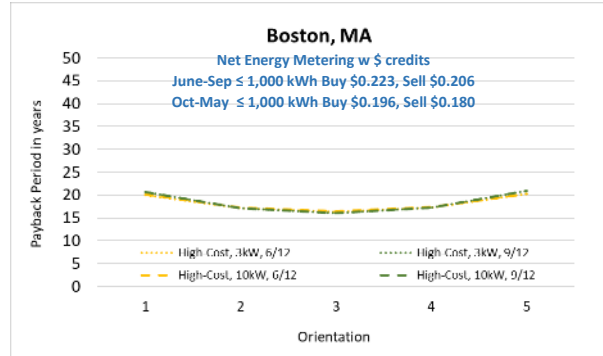 Boston, MA
Net Energy Metering w $ credits
June-Sep ≤ 1,000 kWh Buy $0.223, Sell $0.206
Oct-May ≤ 1,000 kWh Buy $0.196, Sell $0.180
Payback Period in years
50
45
40
35
30
25
20
15
10
5
0
High Cost, 3kW, 6/12
High Cost, 3kW, 9/12
High-Cost, 10kW, 6/12
High-Cost, 10kW, 9/12
1 2 3 4 5
Orientation